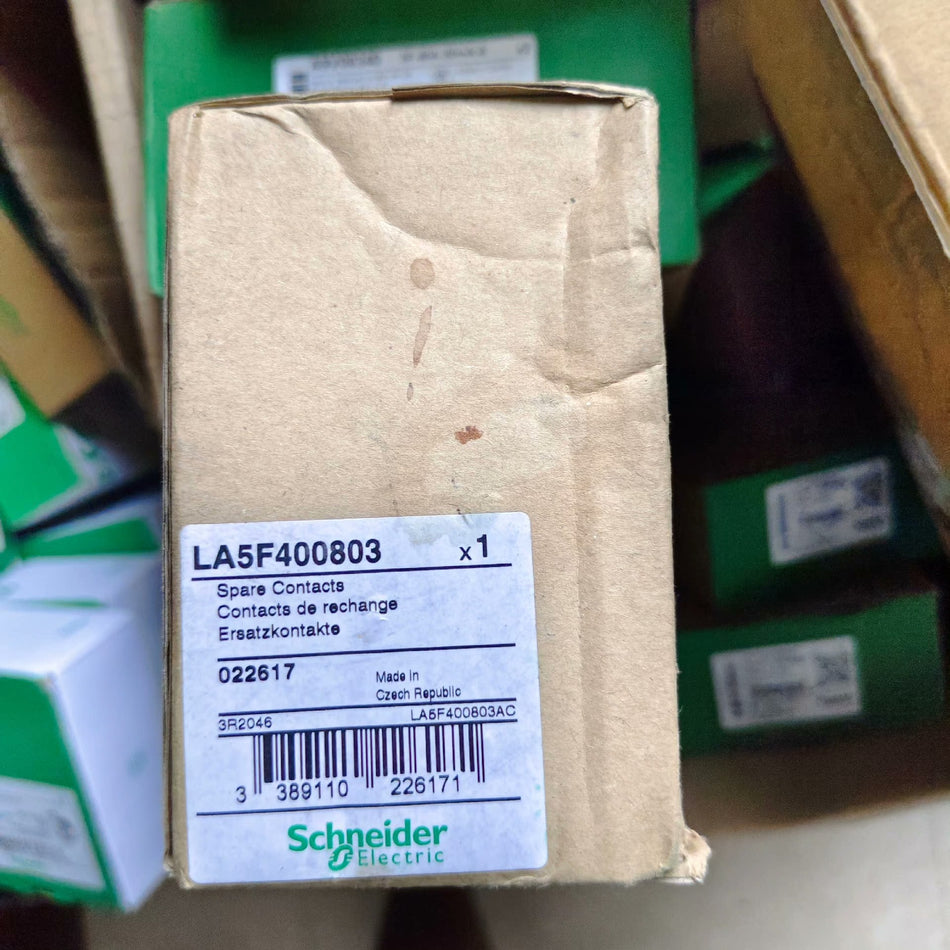 LA5F400803 x1
Spare Contacts
Contacts de rechange
Ersatzkontakte
022617
Made in
Czech Republic
3R2046 LA5F400803AC
3 389110 226171
Schneider
Electric